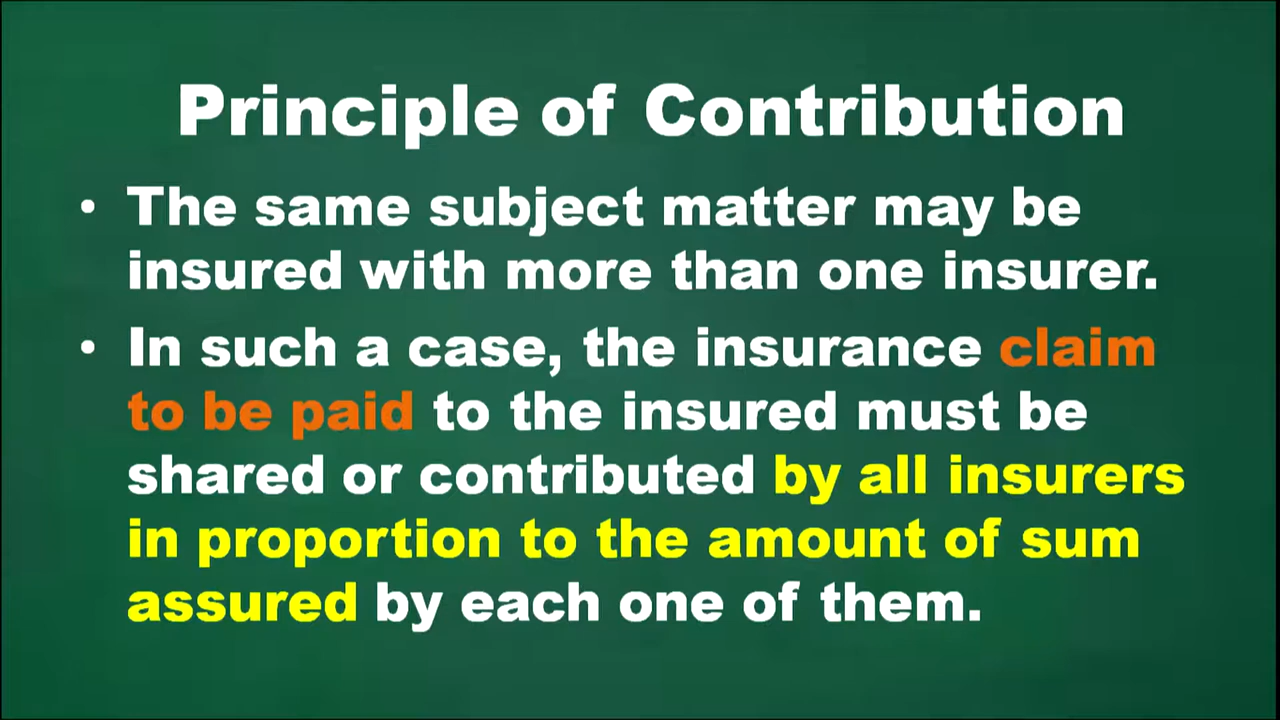 Principle of Contribution
• The same subject matter may be
insured with more than one insurer.
• In such a case, the insurance claim
to be paid to the insured must be
shared or contributed by all insurers
in proportion to the amount of sum
assured by each one of them.